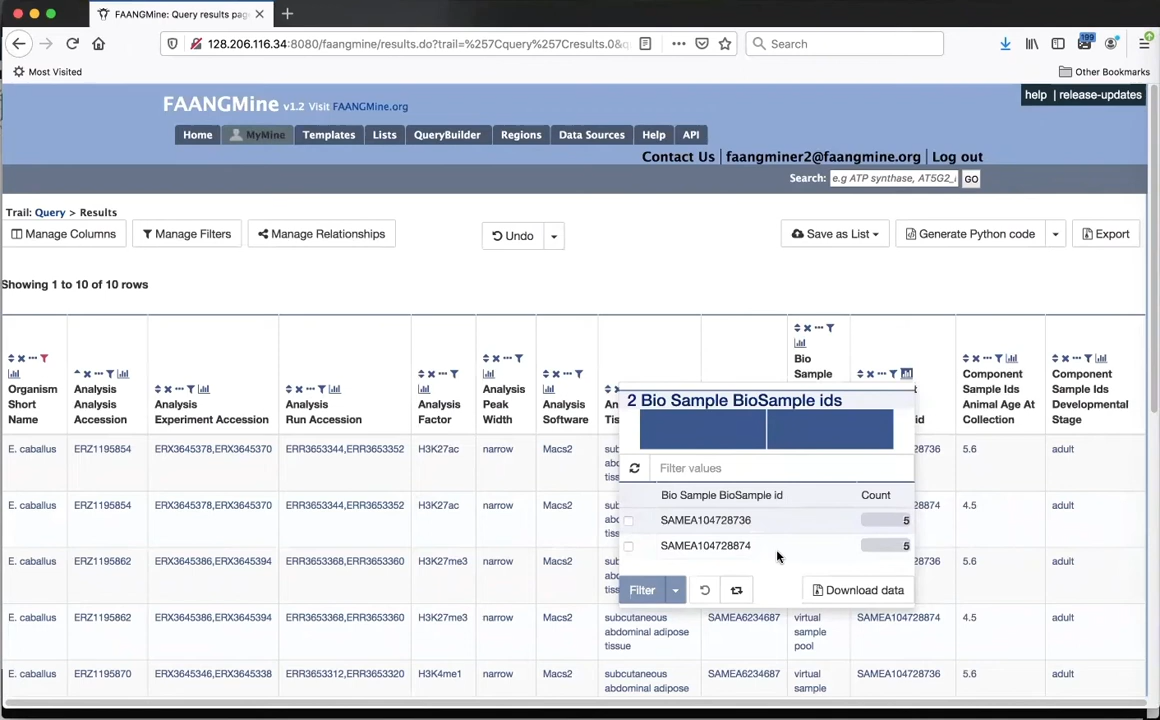 FAANGMine: Query results pag
128.206.116.34:8080/faangmine/results.do?trail=%257Cquery%257Cresults.0&q
Search
199
Most Visited
Other Bookmarks
FAANGMine v1.2 Visit FAANGMine.org
help | release-updates
Home
MyMine
Templates
Lists
QueryBuilder
Regions
Data Sources
Help
API
Contact Us | faangminer2@faangmine.org | Log out
Search: e.g ATP synthase, AT5G2_ GO
Trail: Query > Results
Manage Columns
Manage Filters
Manage Relationships
Undo
Save as List
Generate Python code
Export
Showing 1 to 10 of 10 rows
Organism Short Name
Analysis Analysis Accession
Analysis Experiment Accession
Analysis Run Accession
Analysis Factor
Analysis Peak Width
Analysis Software
Bio Sample
Component Sample Ids Animal Age At Collection
Component Sample Ids Developmental Stage
2 Bio Sample BioSample ids
Filter values
Bio Sample BioSample id Count
SAMEA104728736 5
SAMEA104728874 5
Filter
Download data
E. caballus ERZ1195854 ERX3645378,ERX3645370 ERR3653344,ERR3653352 H3K27ac narrow Macs2 5.6 adult
E. caballus ERZ1195854 ERX3645378,ERX3645370 ERR3653344,ERR3653352 H3K27ac narrow Macs2 4.5 adult
E. caballus ERZ1195862 ERX3645386,ERX3645394 ERR3653368,ERR3653360 H3K27me3 narrow Macs2 5.6 adult
E. caballus ERZ1195862 ERX3645386,ERX3645394 ERR3653368,ERR3653360 H3K27me3 narrow Macs2 subcutaneous abdominal adipose tissue SAMEA6234687 virtual sample pool SAMEA104728874 4.5 adult
E. caballus ERZ1195870 ERX3645346,ERX3645338 ERR3653312,ERR3653320 H3K4me1 narrow Macs2 subcutaneous abdominal adipose SAMEA6234687 virtual sample SAMEA104728736 5.6 adult